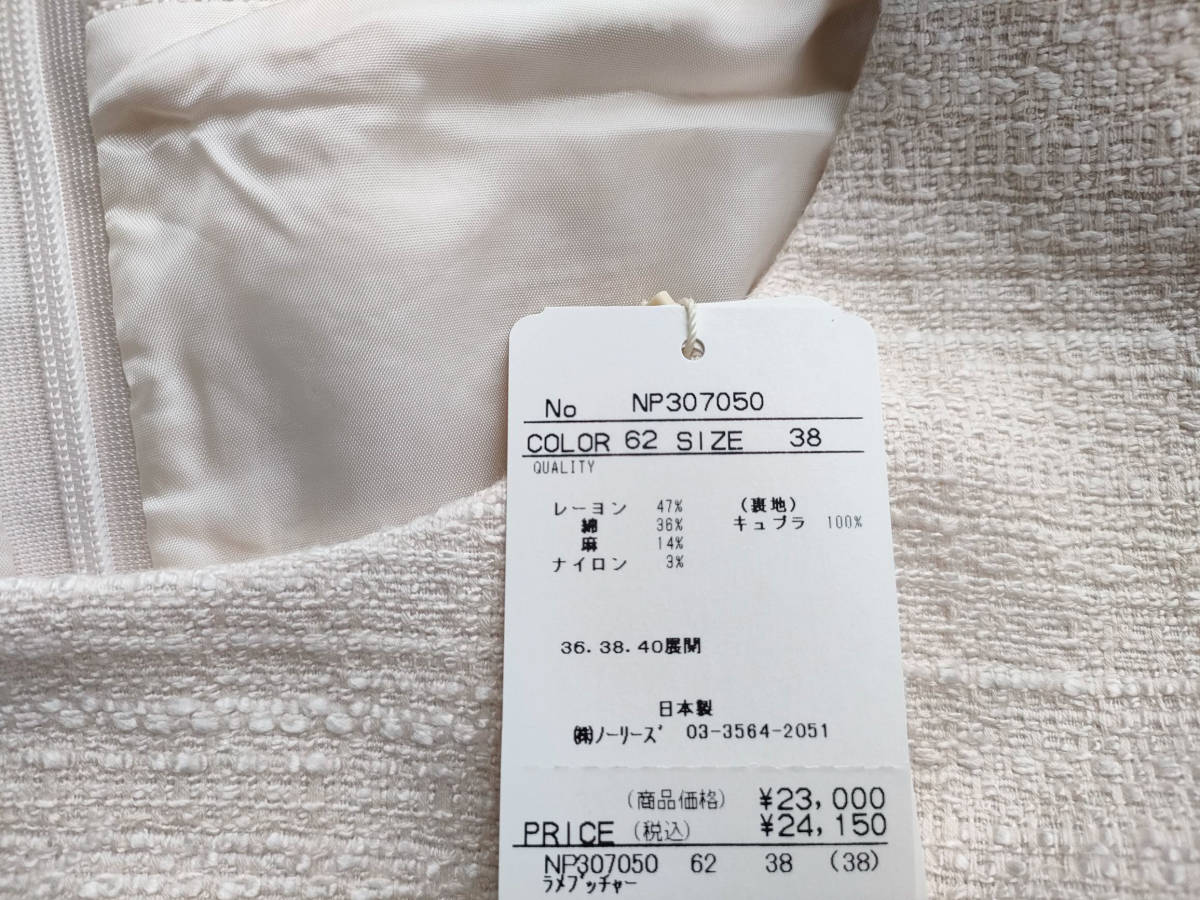 No NP307050
COLOR 62 SIZE 38
QUALITY
レーヨン 47% (裏地)
綿 36% キュプラ 100%
麻 14%
ナイロン 3%
36.38.40展開
日本製
㈱ノーリーズ 03-3564-2051
(商品価格) ¥23,000
PRICE (税込) ¥24,150
NP307050 62 38 (38)
ラメブッチャー